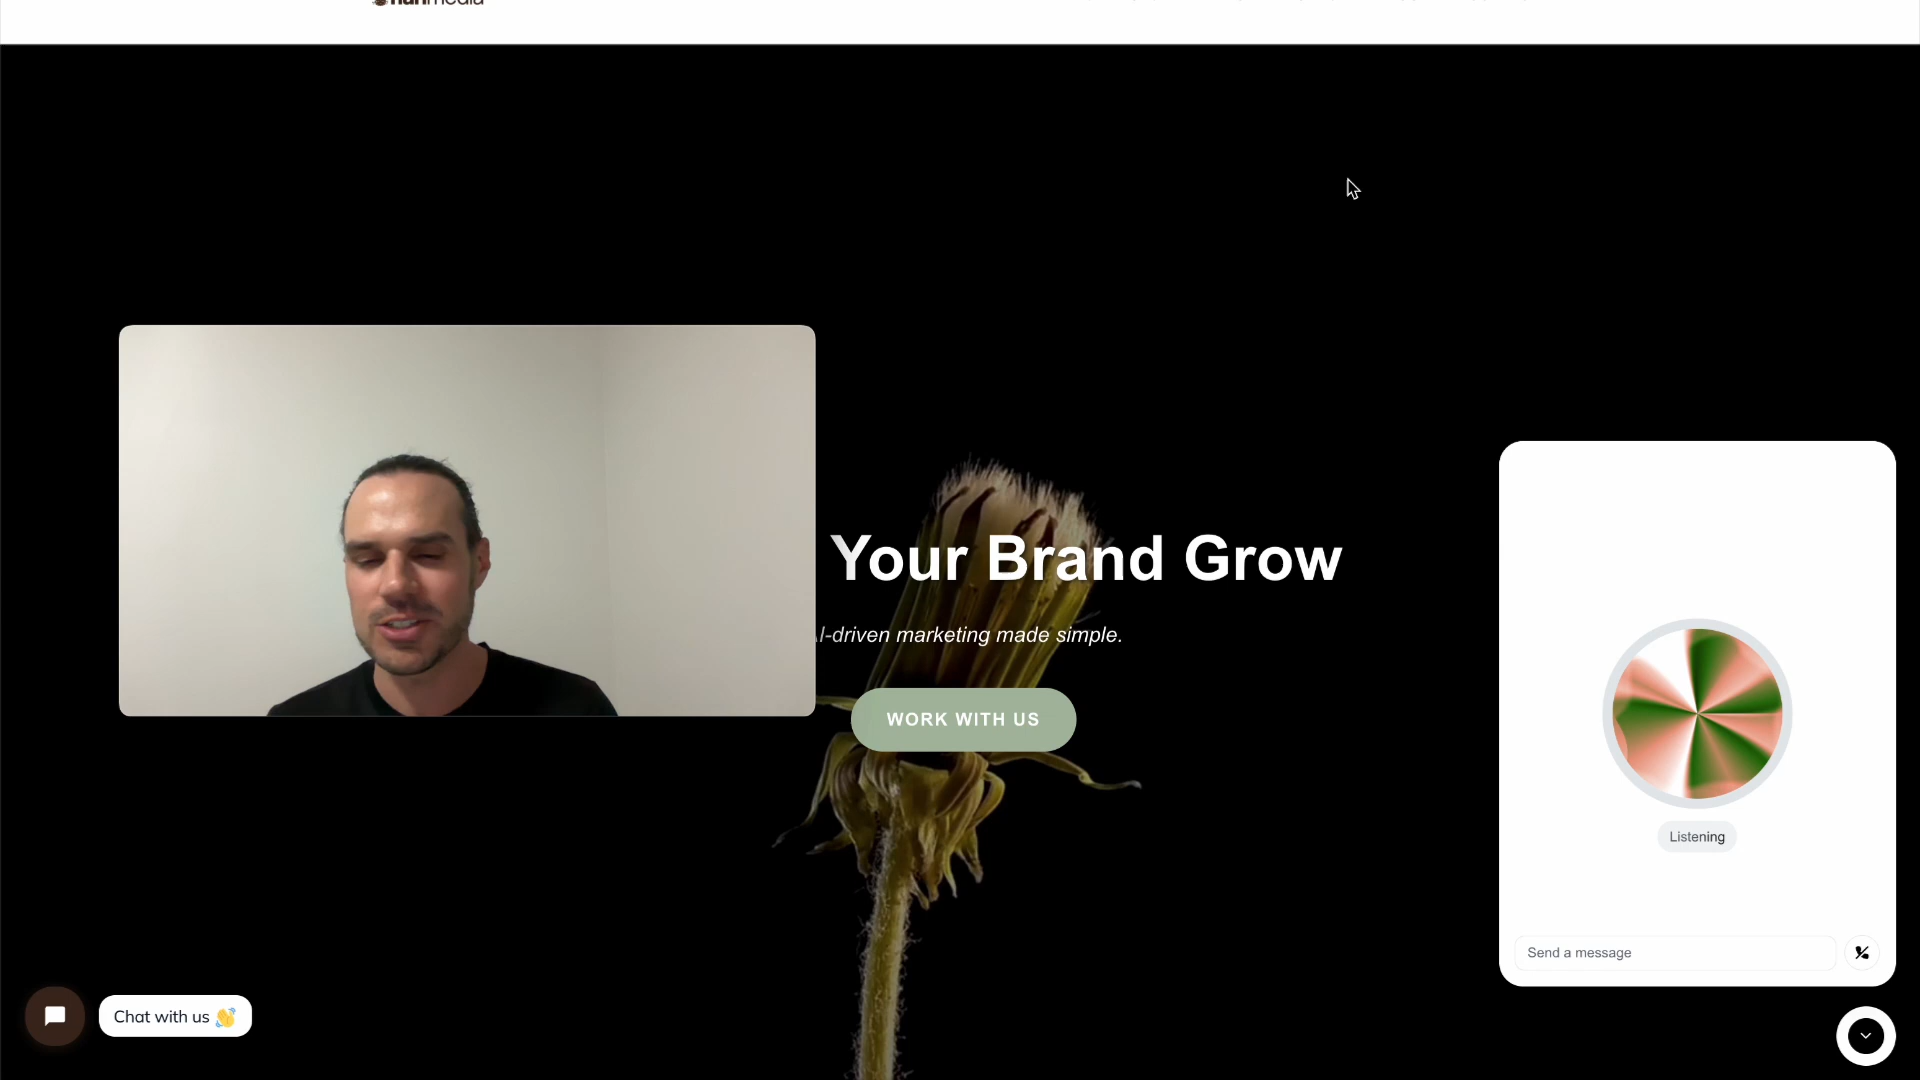 Your Brand Grow
I-driven marketing made simple.
WORK WITH US
Listening
Send a message
Chat with us 👋